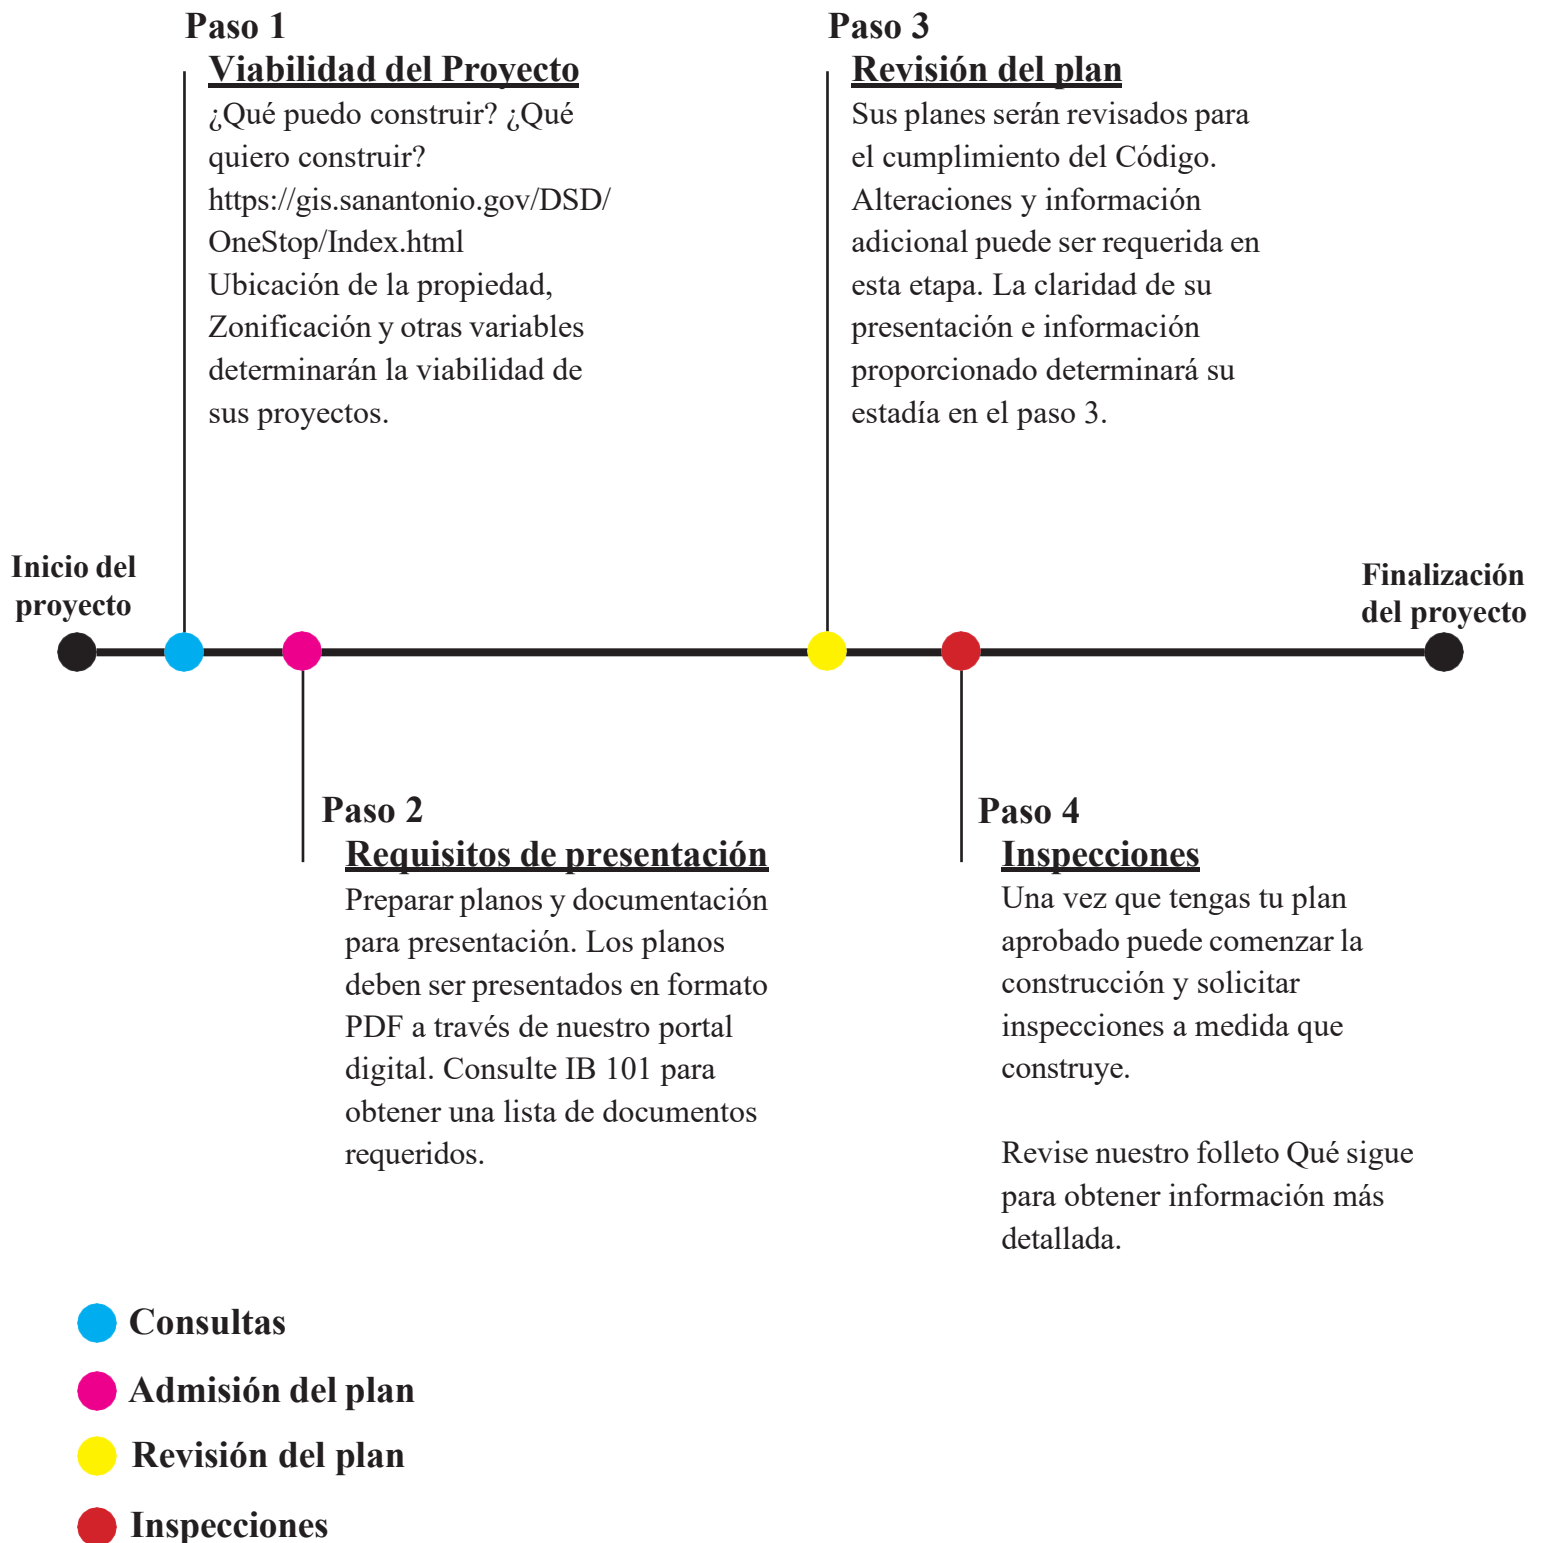 Paso 1
Viabilidad del Proyecto
¿Qué puedo construir? ¿Qué
quiero construir?
https://gis.sanantonio.gov/DSD/
OneStop/Index.html
Ubicación de la propiedad,
Zonificación y otras variables
determinarán la viabilidad de
sus proyectos.
Paso 3
Revisión del plan
Sus planes serán revisados para
el cumplimiento del Código.
Alteraciones y información
adicional puede ser requerida en
esta etapa. La claridad de su
presentación e información
proporcionado determinará su
estadía en el paso 3.
Inicio del
proyecto
Finalización
del proyecto
Paso 2
Requisitos de presentación
Preparar planos y documentación
para presentación. Los planos
deben ser presentados en formato
PDF a través de nuestro portal
digital. Consulte IB 101 para
obtener una lista de documentos
requeridos.
Paso 4
Inspecciones
Una vez que tengas tu plan
aprobado puede comenzar la
construcción y solicitar
inspecciones a medida que
construye.
Revise nuestro folleto Qué sigue
para obtener información más
detallada.
Consultas
Admisión del plan
Revisión del plan
Inspecciones